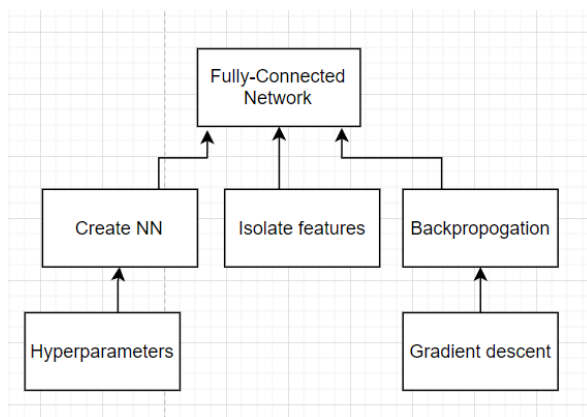 Fully-Connected
Network
Create NN
Isolate features
Backpropogation
Hyperparameters
Gradient descent